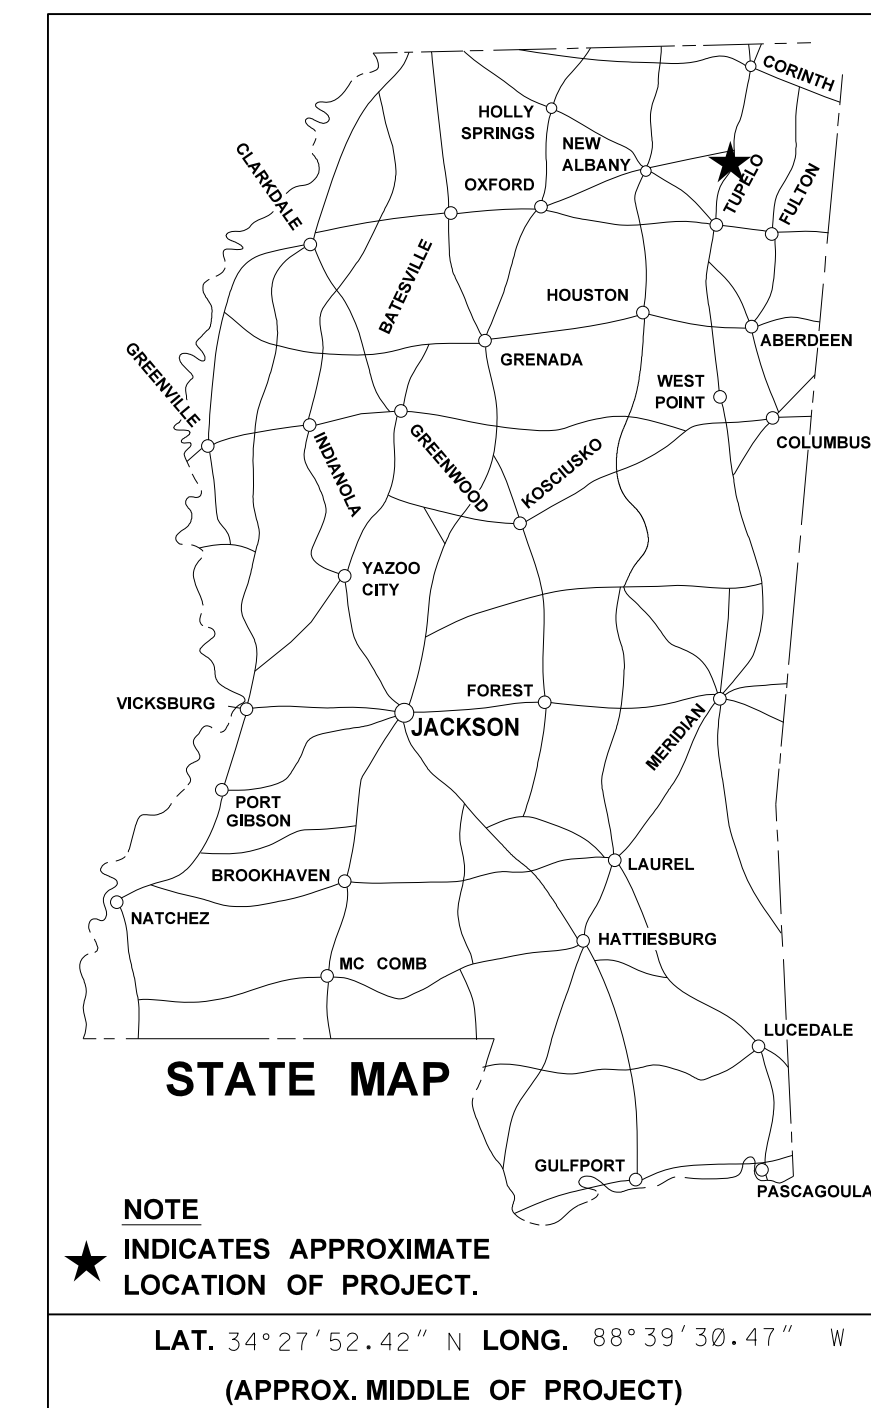 CORINTH
HOLLY
SPRINGS
NEW
ALBANY
CLARKDALE
OXFORD
TUPELO
FULTON
BATESVILLE
HOUSTON
ABERDEEN
GREENVILLE
GRENADA
WEST
POINT
COLUMBUS
INDIANOLA
GREENWOOD
KOSCIUSKO
YAZOO
CITY
VICKSBURG
FOREST
JACKSON
MERIDIAN
PORT
GIBSON
BROOKHAVEN
LAUREL
NATCHEZ
HATTIESBURG
MC COMB
LUCEDALE
STATE MAP
GULFPORT
PASCAGOULA
NOTE
INDICATES APPROXIMATE
LOCATION OF PROJECT.
LAT. 34°27'52.42" N LONG. 88°39'30.47" W
(APPROX. MIDDLE OF PROJECT)